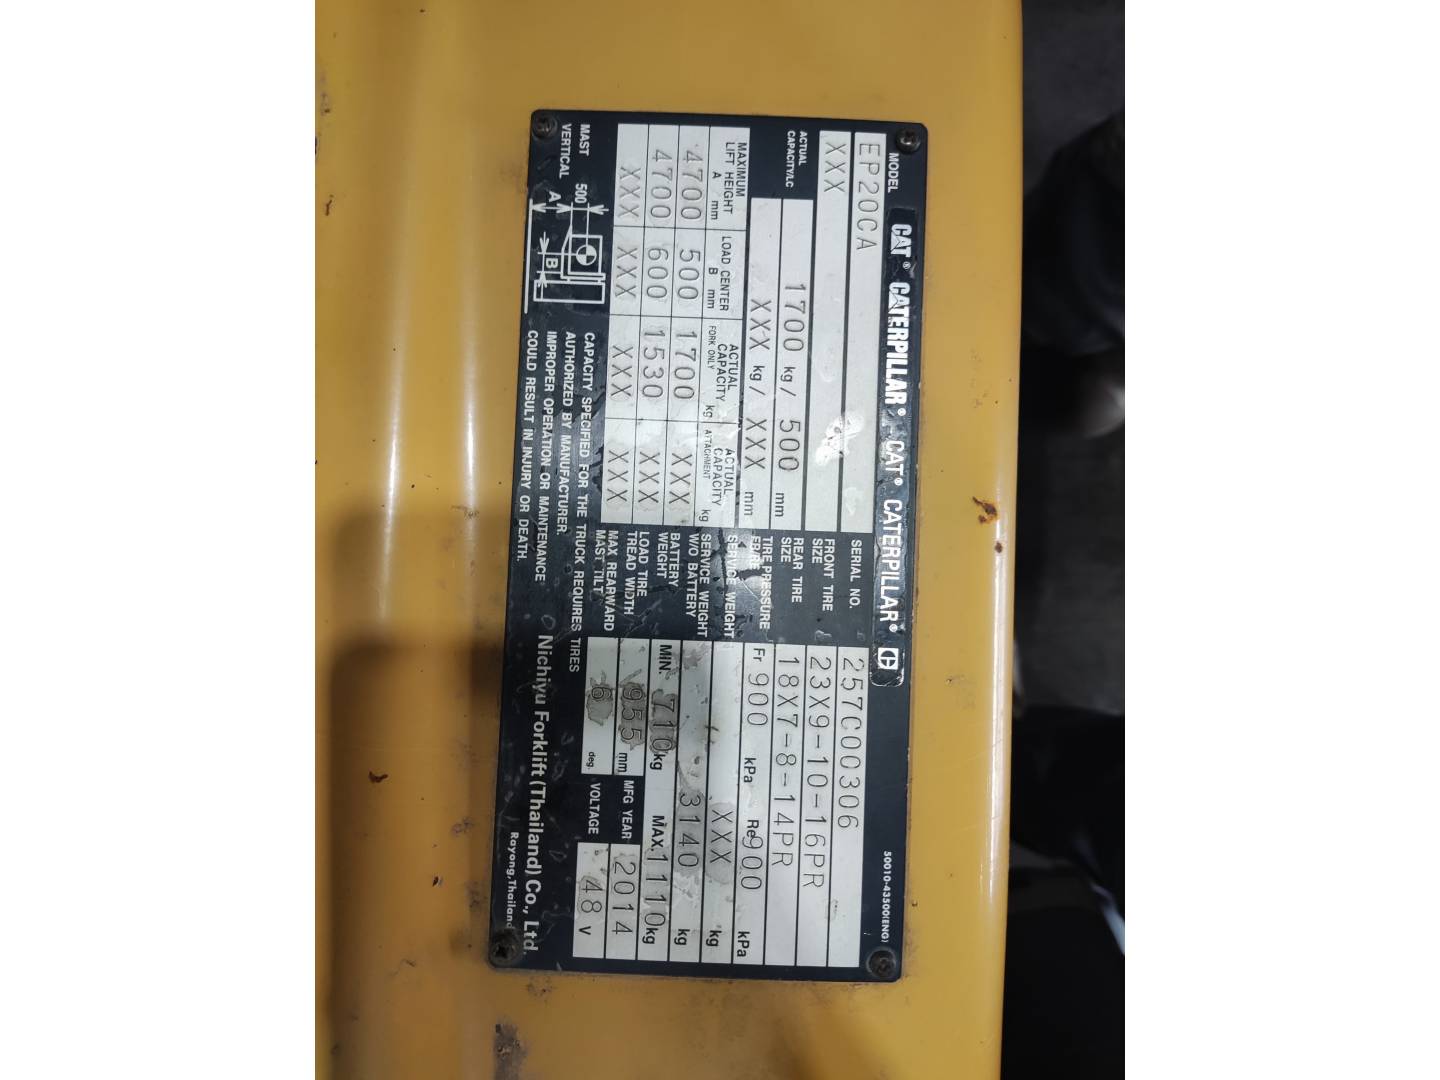 CAT® CATERPILLAR® CAT® CATERPILLAR®
50010-43500(ENG)
MODEL
EP20CA
XXX
ACTUAL
CAPACITY/LC
1700 kg/ 500 mm
XXX kg/ XXX mm
MAXIMUM LIFT HEIGHT A mm
LOAD CENTER B mm
ACTUAL CAPACITY FORK ONLY kg
ACTUAL CAPACITY ATTACHMENT kg
4700 500 1700 XXX
4700 600 1530 XXX
XXX XXX XXX XXX
MAST
VERTICAL
500
A
B
CAPACITY SPECIFIED FOR THE TRUCK REQUIRES TIRES
AUTHORIZED BY MANUFACTURER.
IMPROPER OPERATION OR MAINTENANCE
COULD RESULT IN INJURY OR DEATH.
SERIAL NO. 257C00306
FRONT TIRE SIZE 23X9-10-16PR
REAR TIRE SIZE 18X7-8-14PR
TIRE PRESSURE FR/RE Fr 900 kPa Re 900 kPa
SERVICE WEIGHT XXX kg
SERVICE WEIGHT W/O BATTERY 3140 kg
BATTERY WEIGHT MIN. 710 kg MAX. 1110 kg
LOAD TIRE TREAD WIDTH 955 mm
MFG YEAR 2014
MAX REARWARD MAST TILT 6 deg.
VOLTAGE 48 V
Nichiyu Forklift (Thailand) Co., Ltd.
Rayong, Thailand